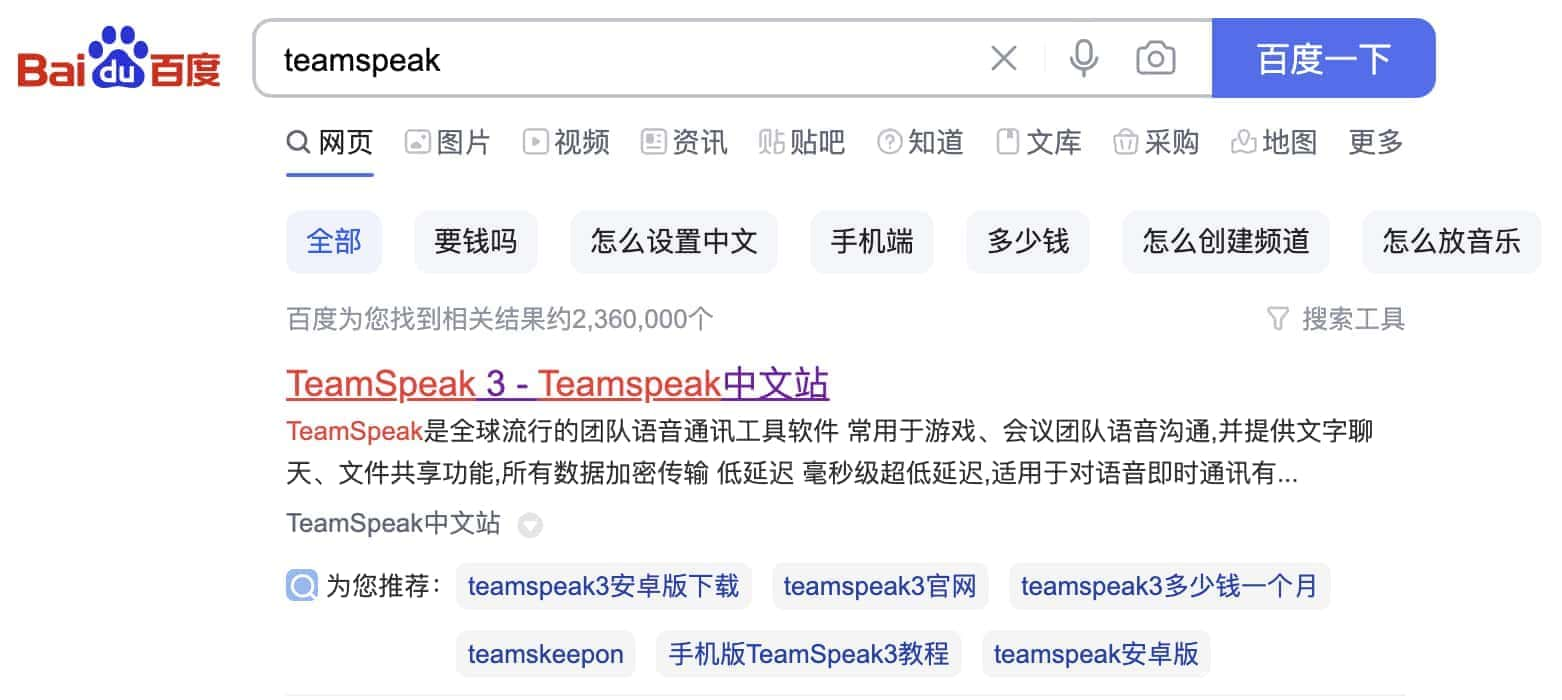 Bai du 百度 teamspeak 百度一下
网页 图片 视频 资讯 贴 贴吧 知道 文库 采购 地图 更多
全部 要钱吗 怎么设置中文 手机端 多少钱 怎么创建频道 怎么放音乐
百度为您找到相关结果约2,360,000个 搜索工具
TeamSpeak 3 - Teamspeak中文站
TeamSpeak是全球流行的团队语音通讯工具软件 常用于游戏、会议团队语音沟通,并提供文字聊
天、文件共享功能,所有数据加密传输 低延迟 毫秒级超低延迟,适用于对语音即时通讯有...
TeamSpeak中文站
为您推荐: teamspeak3安卓版下载 teamspeak3官网 teamspeak3多少钱一个月
teamskeepon 手机版TeamSpeak3教程 teamspeak安卓版